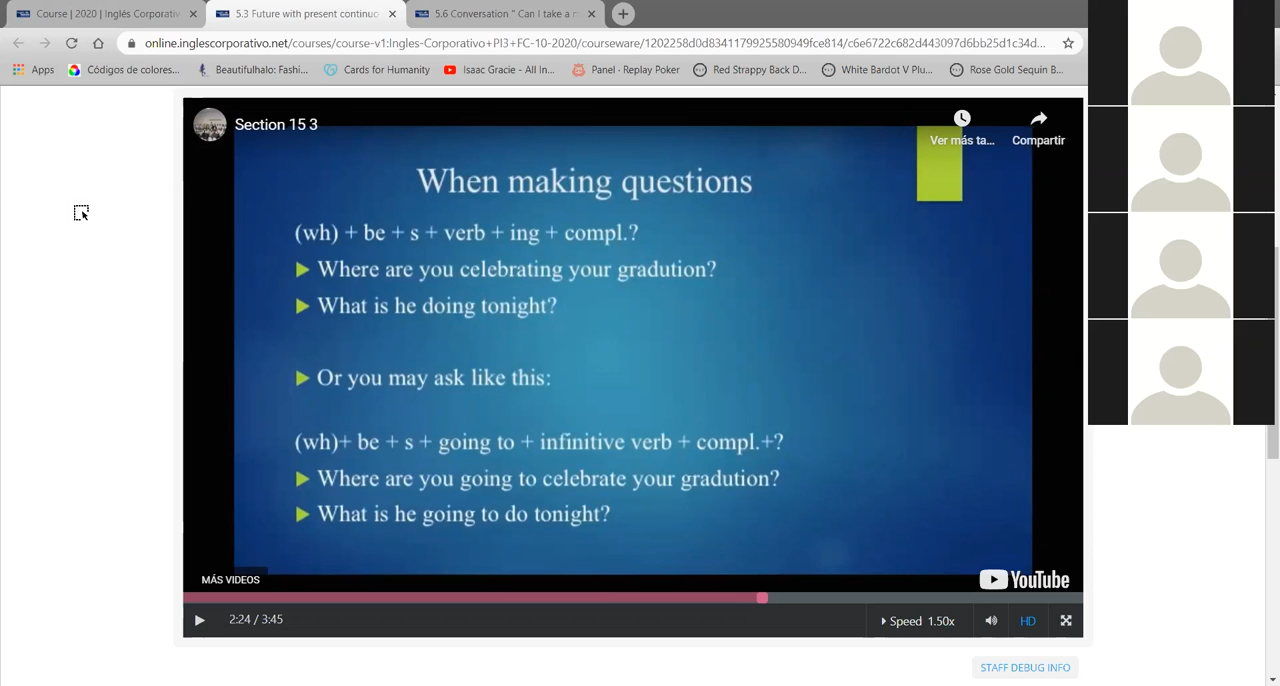 Course | 2020 | Inglés Corporativ
5.3 Future with present continuo
5.6 Conversation " Can I take a m
online.inglescorporativo.net/courses/course-v1:Ingles-Corporativo+PI3+FC-10-2020/courseware/1202258d0d8341179925580949fce814/c6e6722c682d443097d6bb25d1c34d...
Apps
Códigos de colores...
Beautifulhalo: Fashi...
Cards for Humanity
Isaac Gracie - All In...
Panel · Replay Poker
Red Strappy Back D...
White Bardot V Plu...
Rose Gold Sequin B...
Section 15 3
Ver más ta...
Compartir
When making questions
(wh) + be + s + verb + ing + compl.?
Where are you celebrating your gradution?
What is he doing tonight?
Or you may ask like this:
(wh)+ be + s + going to + infinitive verb + compl.+?
Where are you going to celebrate your gradution?
What is he going to do tonight?
MÁS VIDEOS
YouTube
2:24 / 3:45
Speed 1.50x
HD
STAFF DEBUG INFO